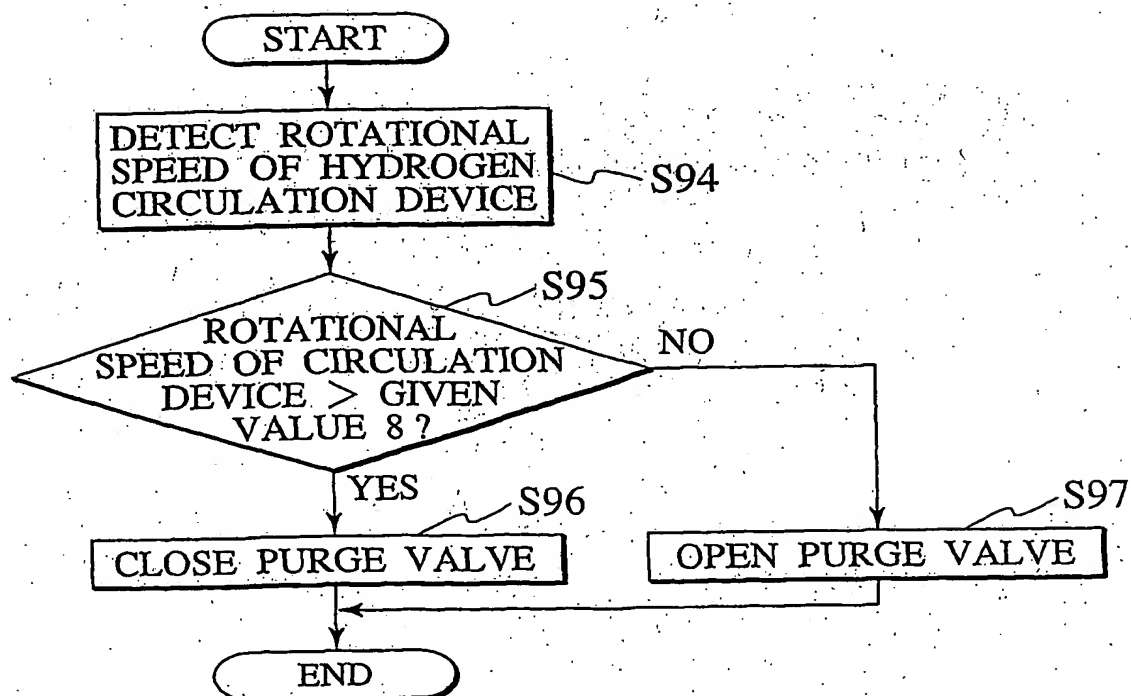 START
DETECT ROTATIONAL
SPEED OF HYDROGEN
CIRCULATION DEVICE
S94
S95
ROTATIONAL
SPEED OF CIRCULATION
DEVICE > GIVEN
VALUE 8?
NO
YES
S96
CLOSE PURGE VALVE
S97
OPEN PURGE VALVE
END